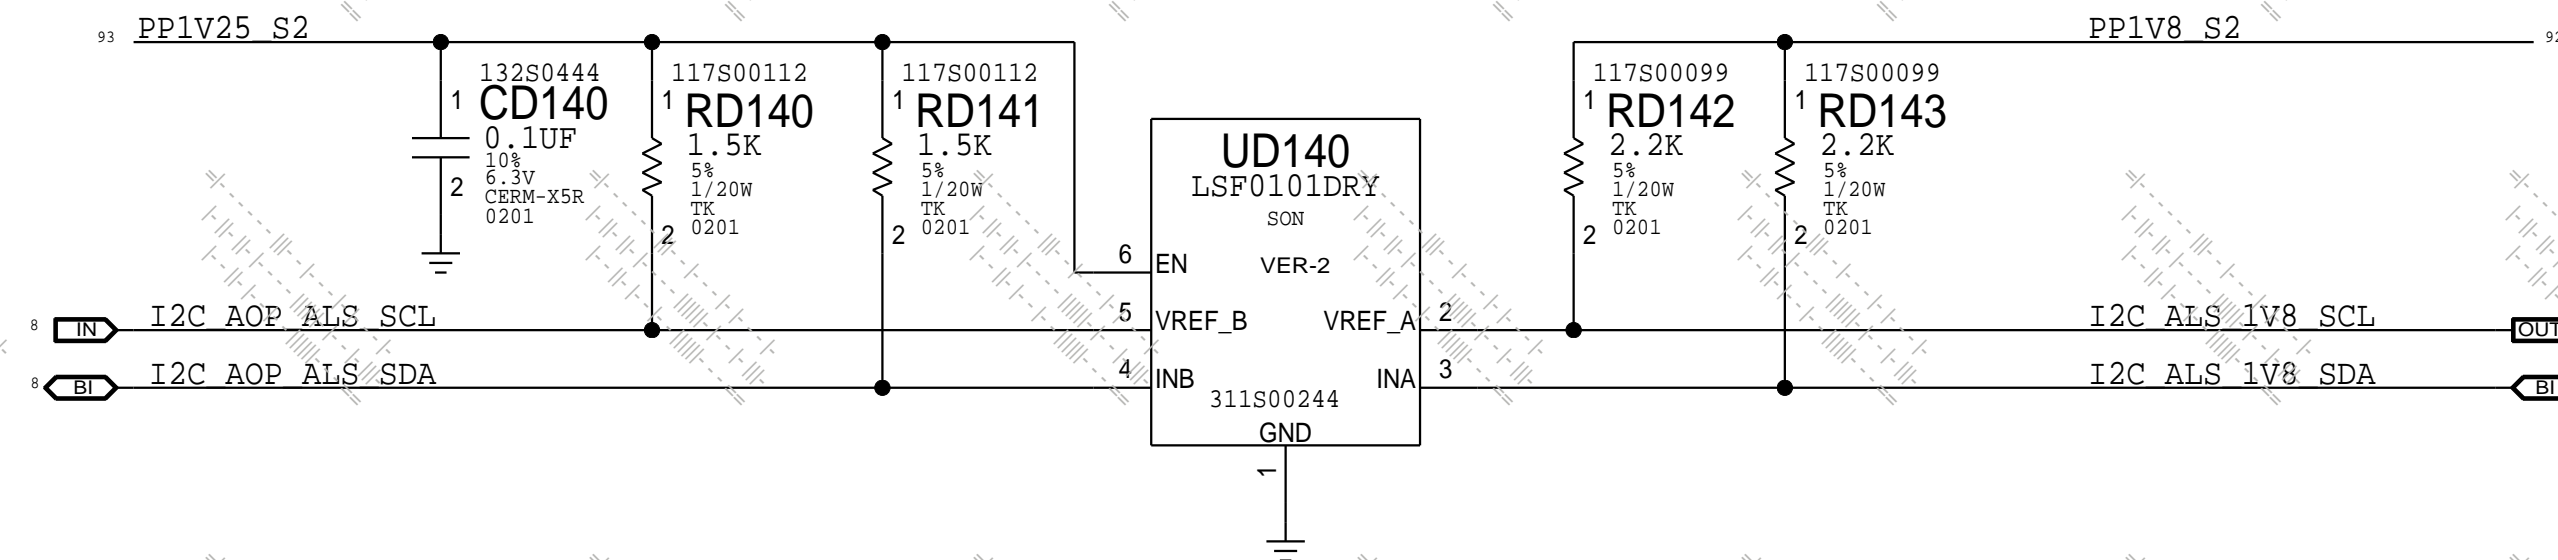 93 PP1V25_S2
PP1V8_S2 92
132S0444
1 CD140
0.1UF
10%
6.3V
2 CERM-X5R
0201
117S00112
1 RD140
1.5K
5%
1/20W
TK
2 0201
117S00112
1 RD141
1.5K
5%
1/20W
TK
2 0201
UD140
LSF0101DRY
SON
VER-2
6 EN
5 VREF_B
4 INB
VREF_A 2
INA 3
311S00244
GND
1
117S00099
1 RD142
2.2K
5%
1/20W
TK
2 0201
117S00099
1 RD143
2.2K
5%
1/20W
TK
2 0201
8 IN I2C_AOP_ALS_SCL
8 BI I2C_AOP_ALS_SDA
I2C_ALS_1V8_SCL OUT
I2C_ALS_1V8_SDA BI